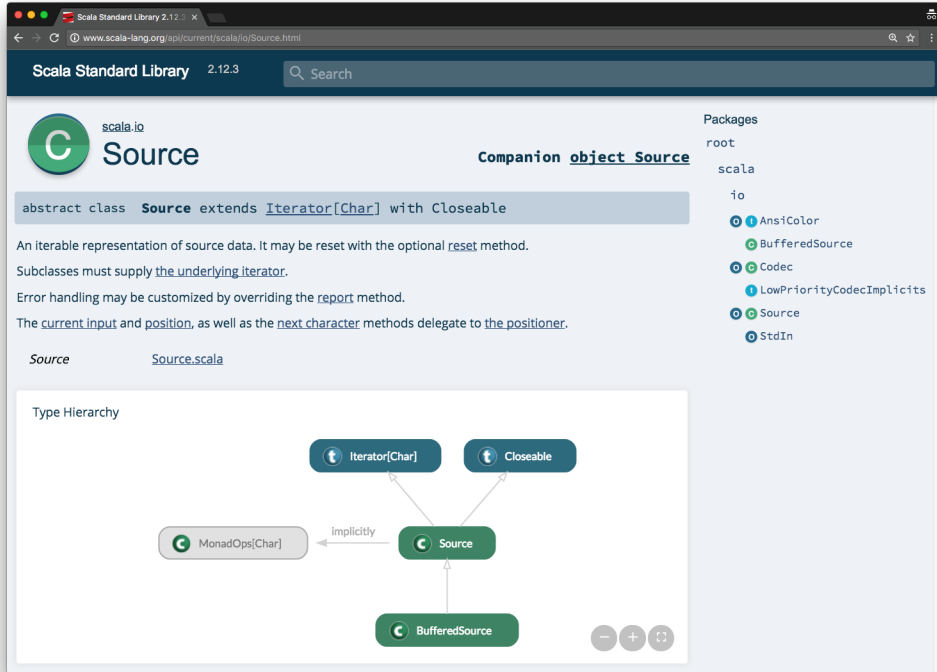 Scala Standard Library 2.12.3
www.scala-lang.org/api/current/scala/io/Source.html
Scala Standard Library 2.12.3 Search
C
scala.io
Source
Companion object Source
abstract class Source extends Iterator[Char] with Closeable
An iterable representation of source data. It may be reset with the optional reset method.
Subclasses must supply the underlying iterator.
Error handling may be customized by overriding the report method.
The current input and position, as well as the next character methods delegate to the positioner.
Source Source.scala
Type Hierarchy
t Iterator[Char] t Closeable
C MonadOps[Char] implicitly C Source
C BufferedSource
Packages
root
scala
io
O t AnsiColor
C BufferedSource
O C Codec
t LowPriorityCodecImplicits
O C Source
O StdIn